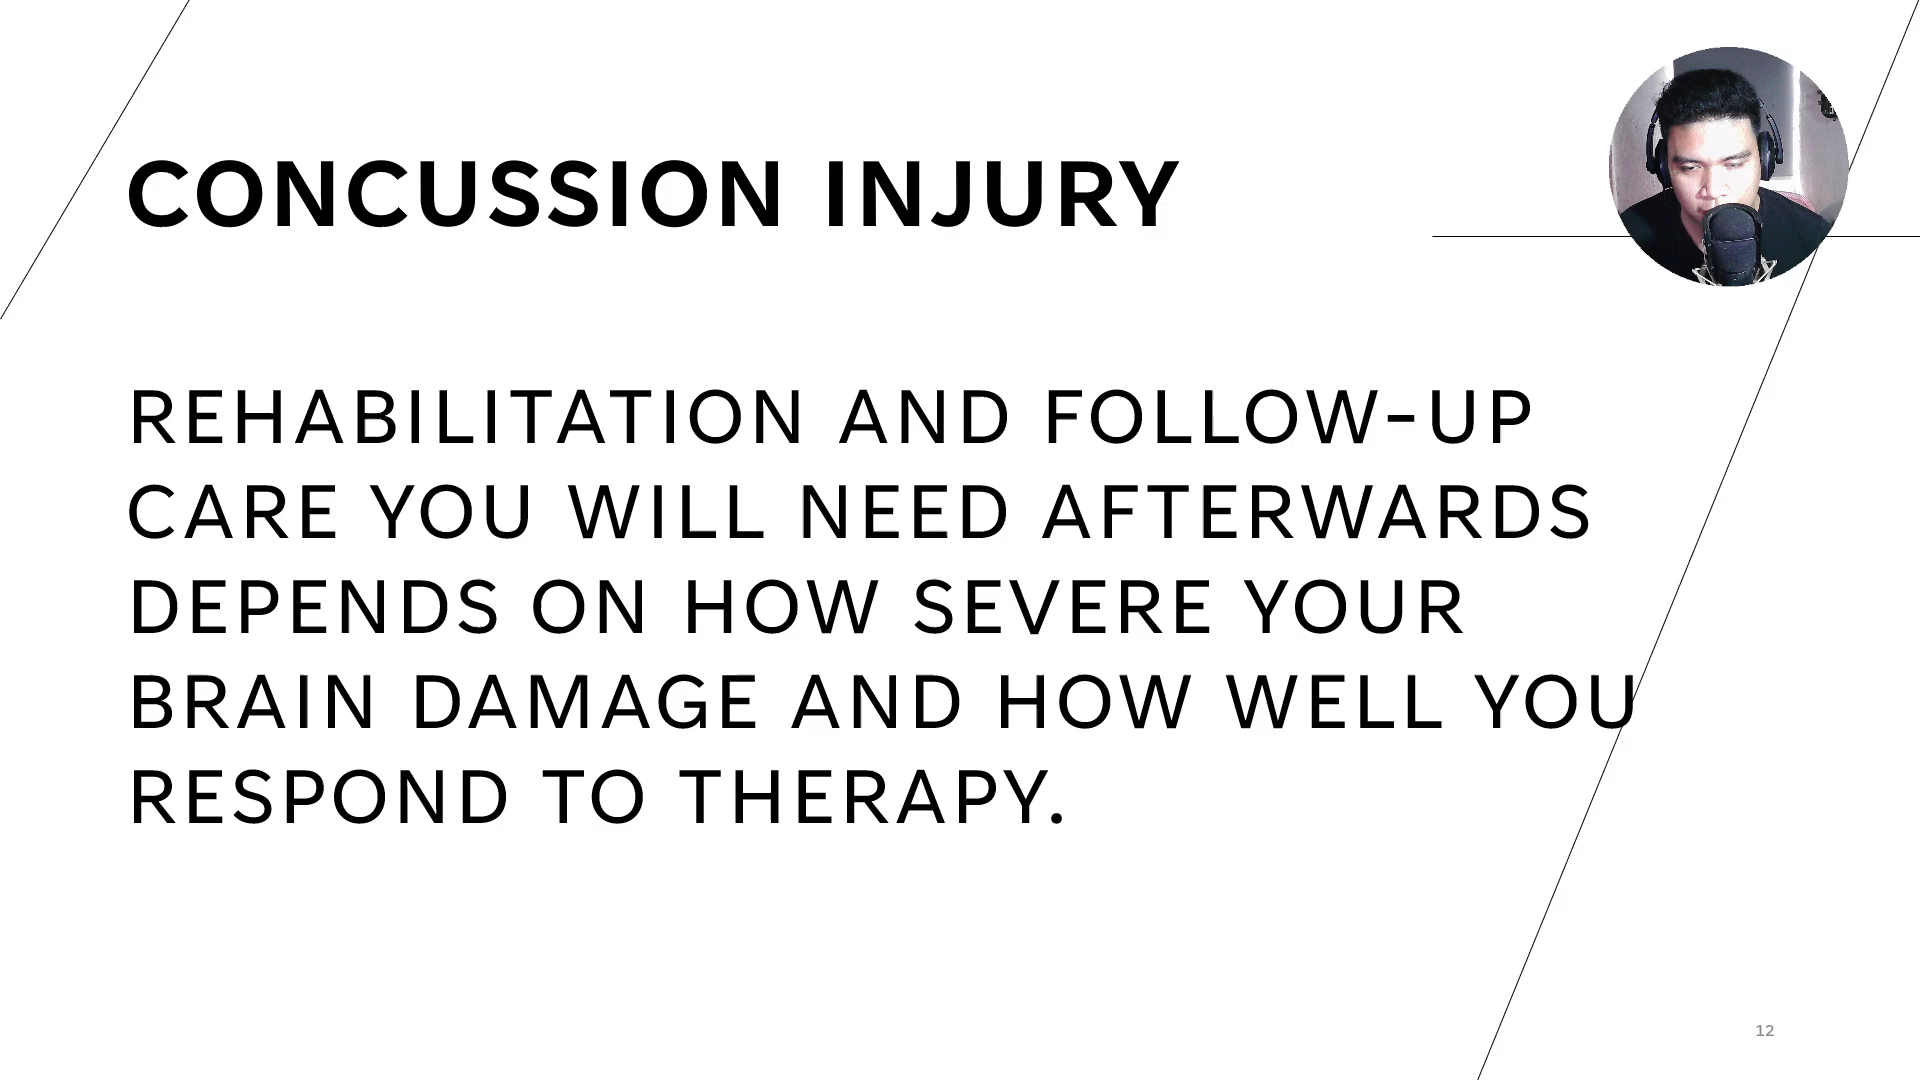 CONCUSSION INJURY
REHABILITATION AND FOLLOW-UP
CARE YOU WILL NEED AFTERWARDS
DEPENDS ON HOW SEVERE YOUR
BRAIN DAMAGE AND HOW WELL YOU
RESPOND TO THERAPY.
12